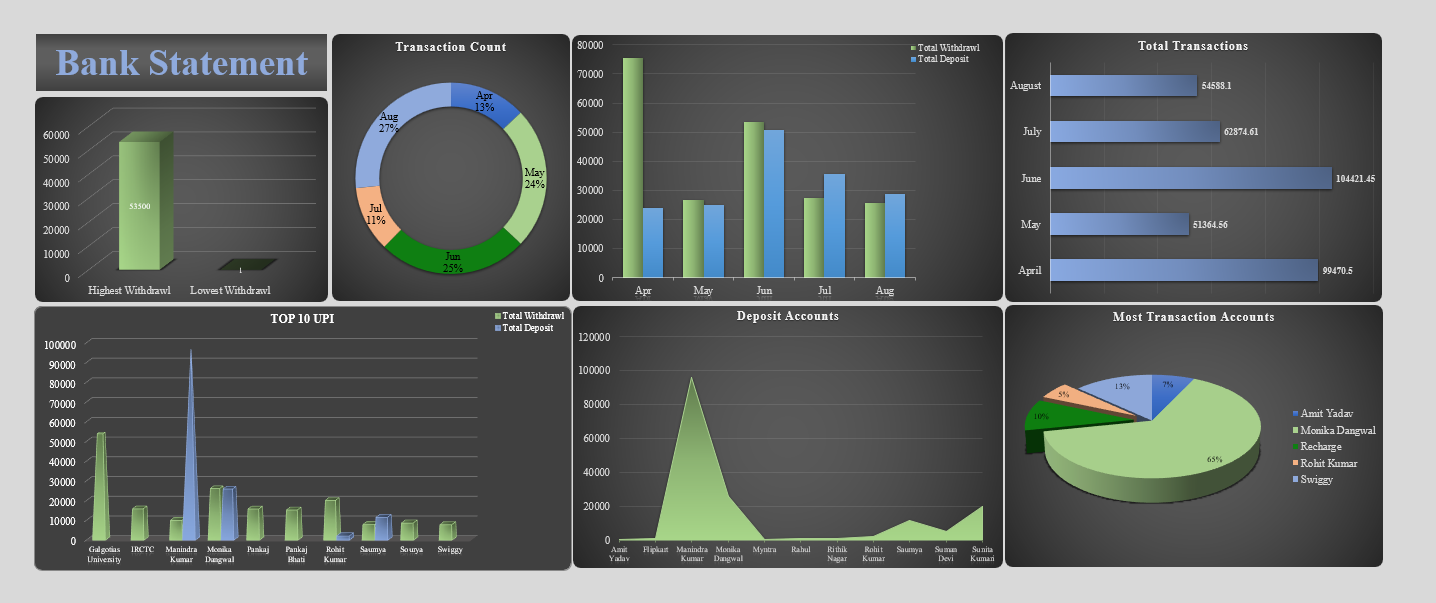 Bank Statement
60000
50000
40000
30000
20000
10000
0
53500
1
Highest Withdrawl
Lowest Withdrawl
Transaction Count
Apr
13%
May
24%
Jun
25%
Jul
11%
Aug
27%
Total Withdrawl
Total Deposit
80000
70000
60000
50000
40000
30000
20000
10000
0
Apr
May
Jun
Jul
Aug
Total Transactions
August
54588.1
July
62874.61
June
104421.45
May
51364.56
April
99470.5
TOP 10 UPI
Total Withdrawl
Total Deposit
100000
90000
80000
70000
60000
50000
40000
30000
20000
10000
0
Galgotias
University
IRCTC
Manindra
Kumar
Monika
Dangwal
Pankaj
Pankaj
Bhati
Rohit
Kumar
Saumya
Sourya
Swiggy
Deposit Accounts
120000
100000
80000
60000
40000
20000
0
Amit
Yadav
Flipkart
Manindra
Kumar
Monika
Dangwal
Myntra
Rahul
Rithik
Nagar
Rohit
Kumar
Saumya
Suman
Devi
Sunita
Kumari
Most Transaction Accounts
7%
65%
10%
5%
13%
Amit Yadav
Monika Dangwal
Recharge
Rohit Kumar
Swiggy